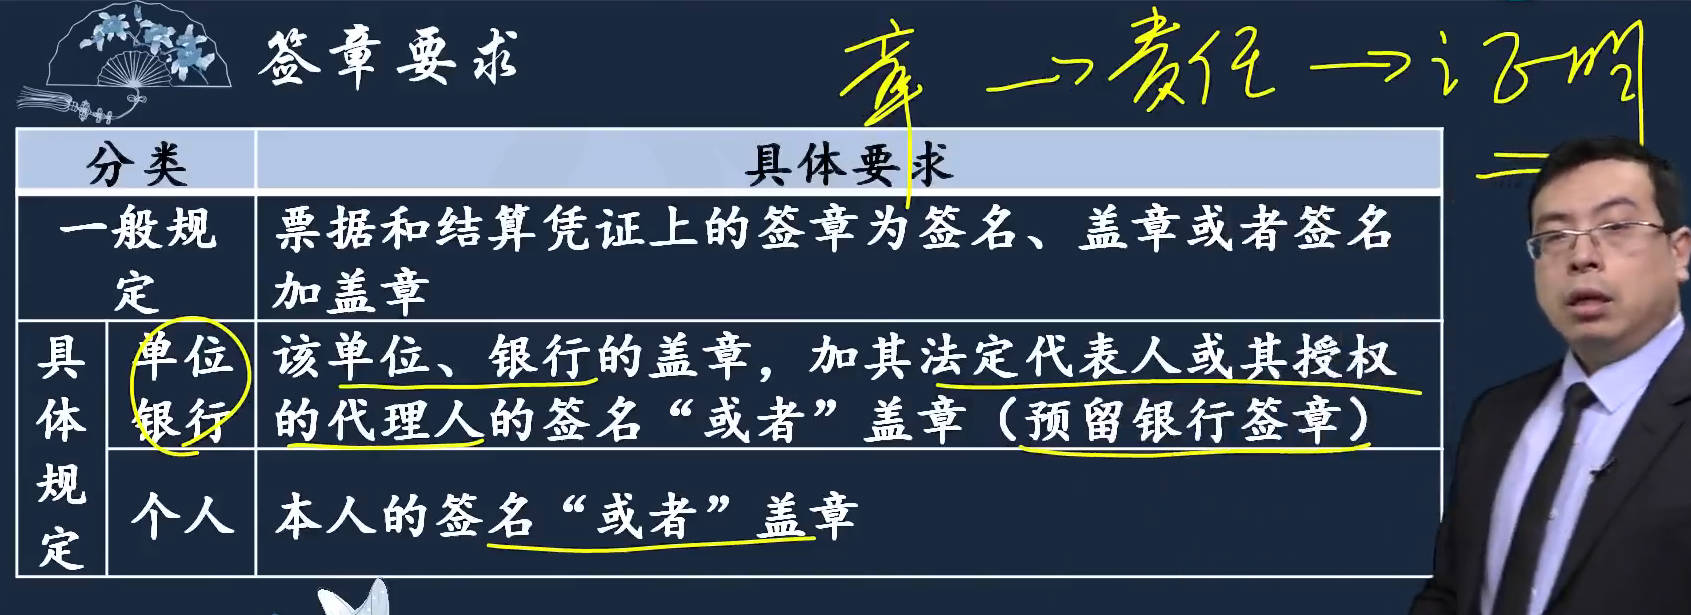 签章要求
章→责任→证明
分类
具体要求
一般规
定
票据和结算凭证上的签章为签名、盖章或者签名
加盖章
具
体
规
定
单位
银行
该单位、银行的盖章，加其法定代表人或其授权
的代理人的签名“或者”盖章（预留银行签章）
个人
本人的签名“或者”盖章